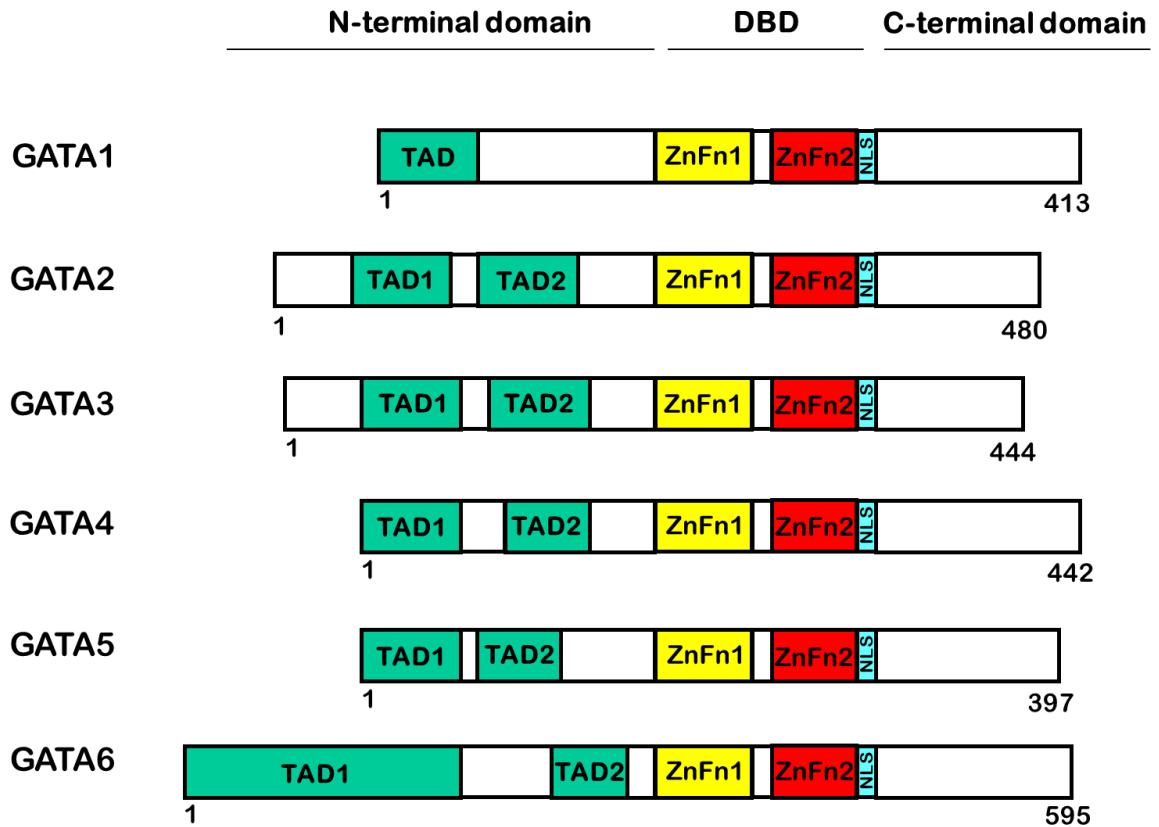 N-terminal domain DBD C-terminal domain
GATA1 TAD ZnFn1 ZnFn2 NLS
1 413
GATA2 TAD1 TAD2 ZnFn1 ZnFn2 NLS
1 480
GATA3 TAD1 TAD2 ZnFn1 ZnFn2 NLS
1 444
GATA4 TAD1 TAD2 ZnFn1 ZnFn2 NLS
1 442
GATA5 TAD1 TAD2 ZnFn1 ZnFn2 NLS
1 397
GATA6 TAD1 TAD2 ZnFn1 ZnFn2 NLS
1 595